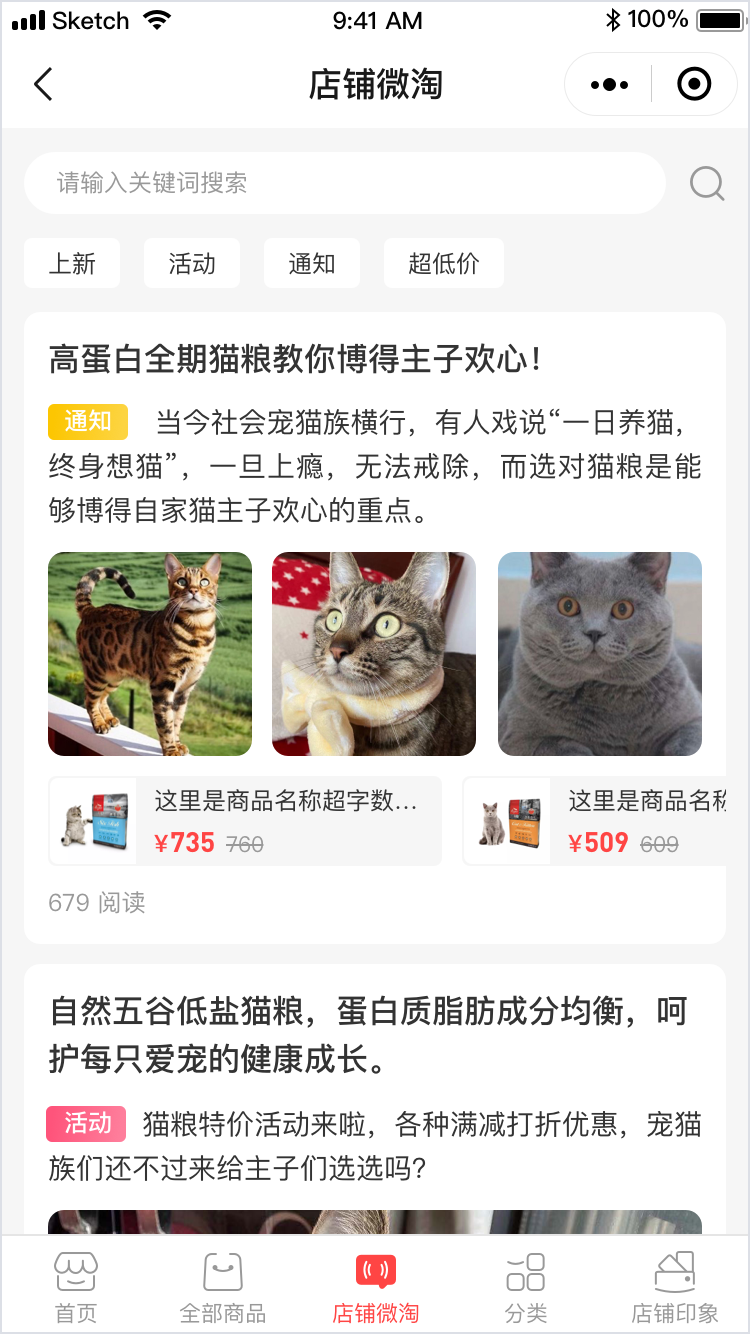 Sketch 9:41 AM 100%
店铺微淘
请输入关键词搜索
上新 活动 通知 超低价
高蛋白全期猫粮教你博得主子欢心！
通知 当今社会宠猫族横行，有人戏说“一日养猫，
终身想猫”，一旦上瘾，无法戒除，而选对猫粮是能
够博得自家猫主子欢心的重点。
这里是商品名称超字数... 这里是商品名称
¥735 760 ¥509 609
679 阅读
自然五谷低盐猫粮，蛋白质脂肪成分均衡，呵
护每只爱宠的健康成长。
活动 猫粮特价活动来啦，各种满减打折优惠，宠猫
族们还不过来给主子们选选吗?
首页 全部商品 店铺微淘 分类 店铺印象